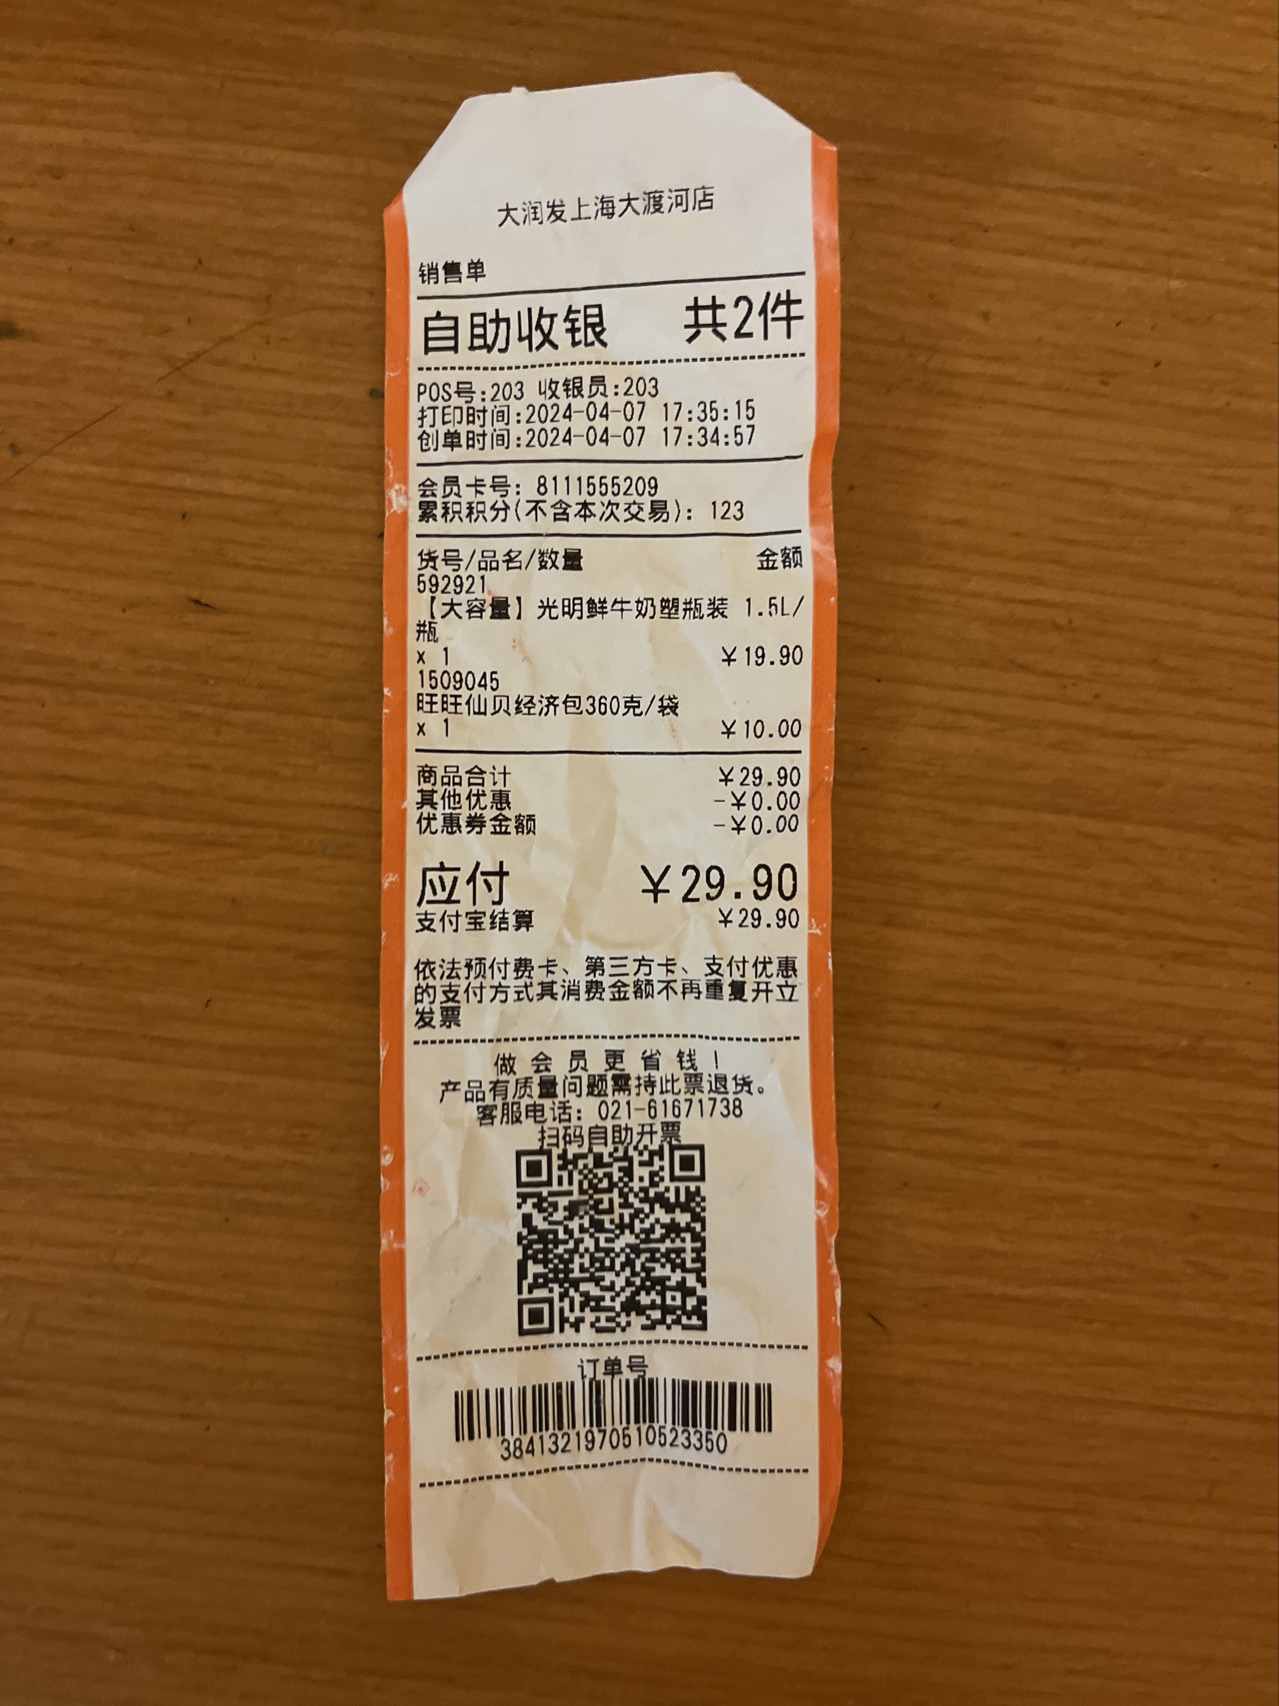 大润发上海大渡河店
销售单
自助收银 共2件
POS号:203 收银员:203
打印时间:2024-04-07 17:35:15
创单时间:2024-04-07 17:34:57
会员卡号: 8111555209
累积积分(不含本次交易): 123
货号/品名/数量 金额
592921
【大容量】光明鲜牛奶塑瓶装 1.5L/
瓶
x 1 ￥19.90
1509045
旺旺仙贝经济包360克/袋
x 1 ￥10.00
商品合计 ￥29.90
其他优惠 -￥0.00
优惠券金额 -￥0.00
应付 ￥29.90
支付宝结算 ￥29.90
依法预付费卡、第三方卡、支付优惠
的支付方式其消费金额不再重复开立
发票
做会员更省钱!
产品有质量问题需持此票退货。
客服电话: 021-61671738
扫码自助开票
订单号
3841321970510523350